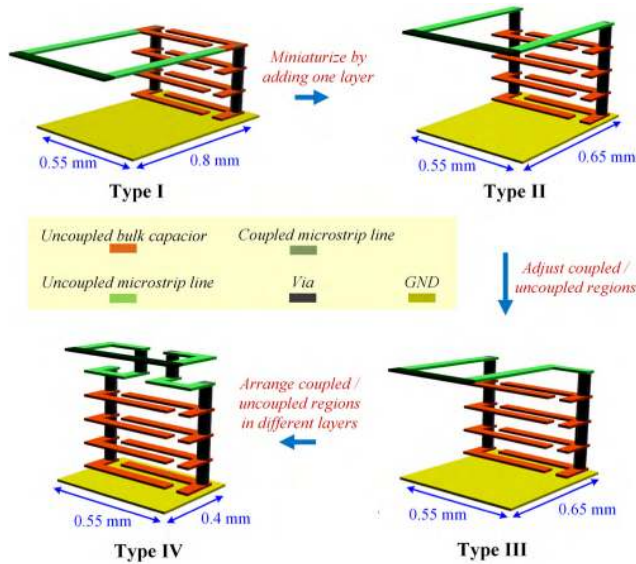 Miniaturize by
adding one layer
0.55 mm
0.8 mm
0.55 mm
0.65 mm
Type I
Type II
Uncoupled bulk capacior
Coupled microstrip line
Uncoupled microstrip line
Via
GND
Adjust coupled /
uncoupled regions
Arrange coupled /
uncoupled regions
in different layers
0.55 mm
0.4 mm
0.55 mm
0.65 mm
Type IV
Type III